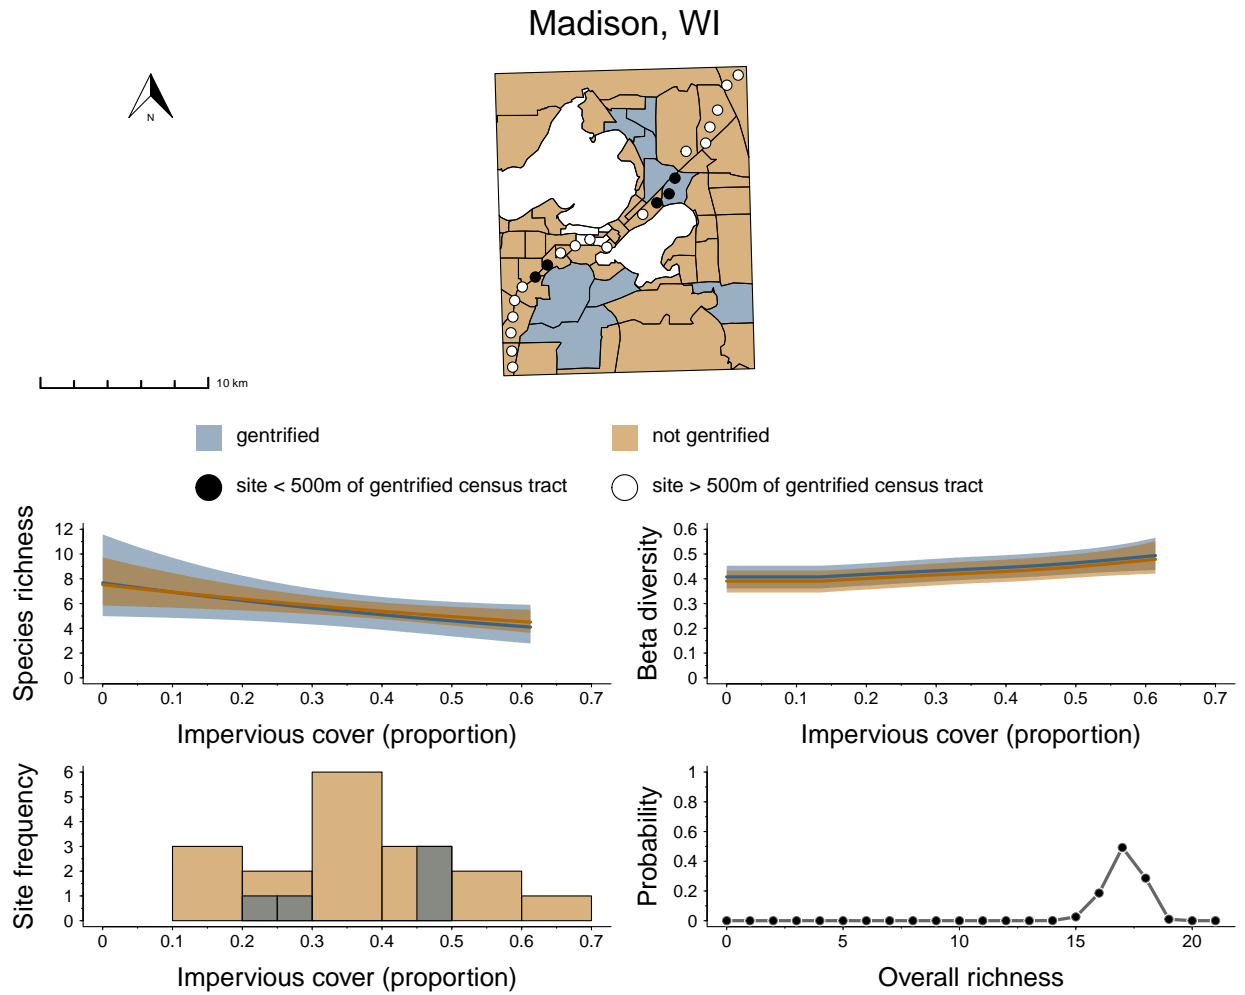 Madison, WI
N
10 km
gentrified
not gentrified
site < 500m of gentrified census tract
site > 500m of gentrified census tract
Species richness
12
10
8
6
4
2
0
0 0.1 0.2 0.3 0.4 0.5 0.6 0.7
Impervious cover (proportion)
Beta diversity
0.6
0.5
0.4
0.3
0.2
0.1
0
0 0.1 0.2 0.3 0.4 0.5 0.6 0.7
Impervious cover (proportion)
Site frequency
6
5
4
3
2
1
0
0 0.1 0.2 0.3 0.4 0.5 0.6 0.7
Impervious cover (proportion)
Probability
1
0.8
0.6
0.4
0.2
0
0 5 10 15 20
Overall richness